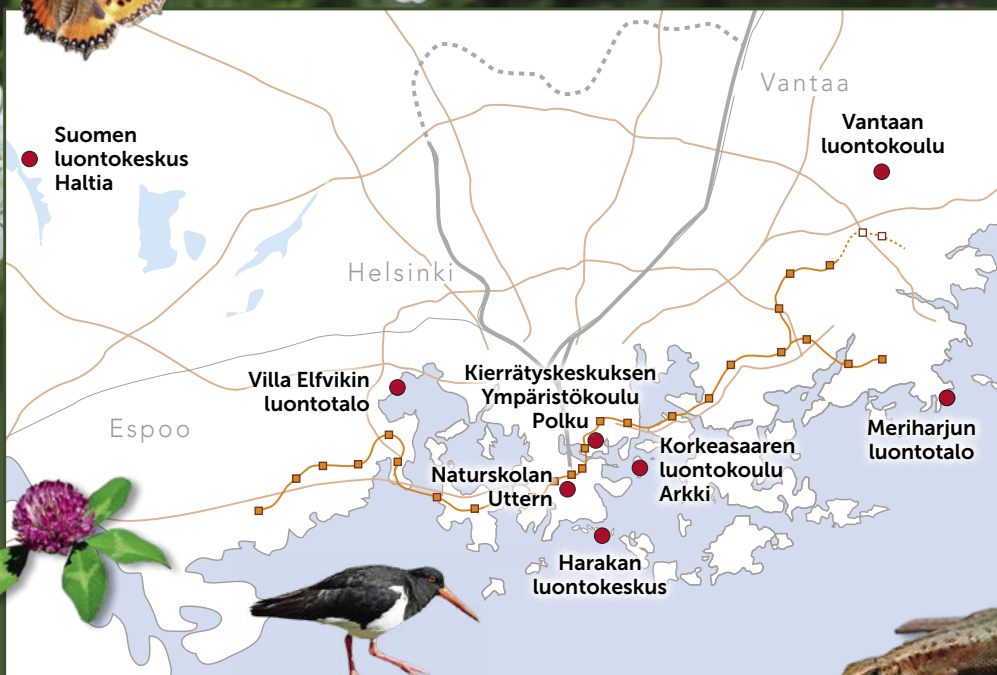 Vantaa
Suomen
luontokeskus
Haltia
Vantaan
luontokoulu
Helsinki
Villa Elfvikin
luontotalo
Kierrätyskeskuksen
Ympäristökoulu
Polku
Espoo
Meriharjun
luontotalo
Korkeasaaren
luontokoulu
Arkki
Naturskolan
Uttern
Harakan
luontokeskus